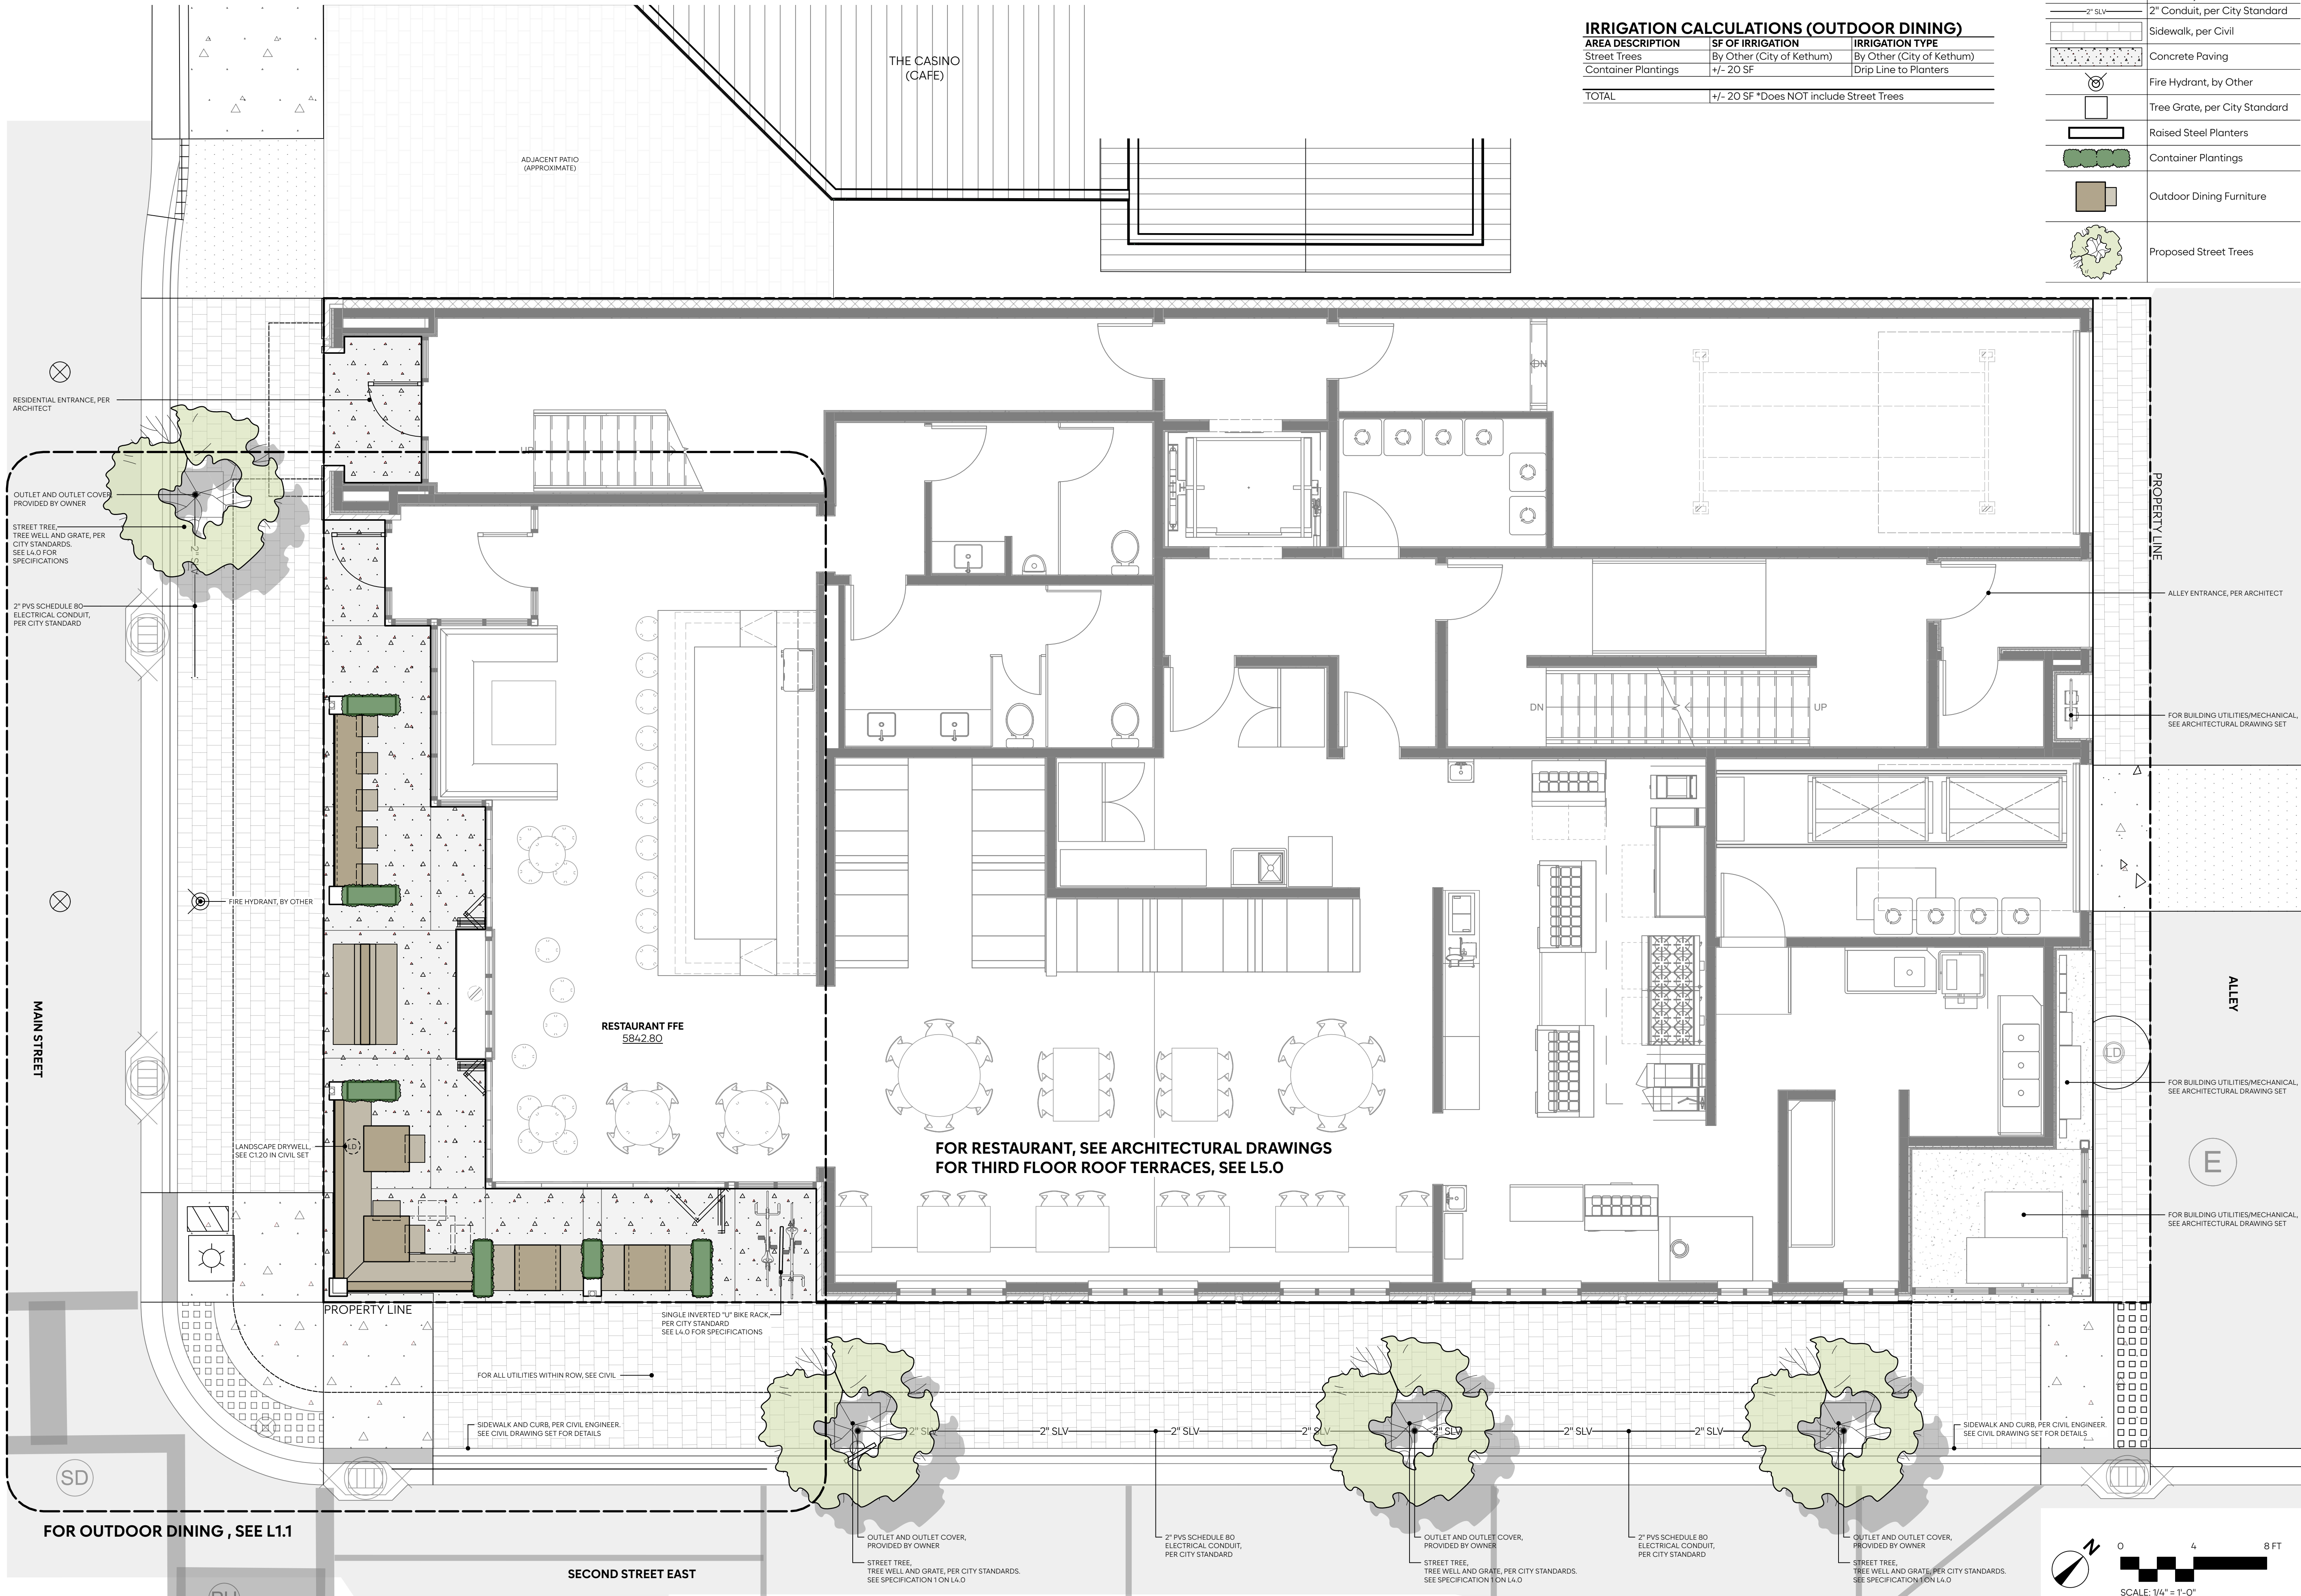 THE CASINO
(CAFE)
ADJACENT PATIO
(APPROXIMATE)
IRRIGATION CALCULATIONS (OUTDOOR DINING)
AREA DESCRIPTION SF OF IRRIGATION IRRIGATION TYPE
Street Trees By Other (City of Kethum) By Other (City of Kethum)
Container Plantings +/- 20 SF Drip Line to Planters
TOTAL +/- 20 SF *Does NOT include Street Trees
2" SLV 2" Conduit, per City Standard
Sidewalk, per Civil
Concrete Paving
Fire Hydrant, by Other
Tree Grate, per City Standard
Raised Steel Planters
Container Plantings
Outdoor Dining Furniture
Proposed Street Trees
RESIDENTIAL ENTRANCE, PER
ARCHITECT
OUTLET AND OUTLET COVER
PROVIDED BY OWNER
STREET TREE,
TREE WELL AND GRATE, PER
CITY STANDARDS.
SEE L4.0 FOR
SPECIFICATIONS
2" SLV
2" PVS SCHEDULE 80
ELECTRICAL CONDUIT,
PER CITY STANDARD
FIRE HYDRANT, BY OTHER
MAIN STREET
LANDSCAPE DRYWELL,
SEE C1.20 IN CIVIL SET
LD
UP
DN
DN
UP
RESTAURANT FFE
5842.80
FOR RESTAURANT, SEE ARCHITECTURAL DRAWINGS
FOR THIRD FLOOR ROOF TERRACES, SEE L5.0
PROPERTY LINE
ALLEY ENTRANCE, PER ARCHITECT
FOR BUILDING UTILITIES/MECHANICAL,
SEE ARCHITECTURAL DRAWING SET
ALLEY
LD
FOR BUILDING UTILITIES/MECHANICAL,
SEE ARCHITECTURAL DRAWING SET
E
FOR BUILDING UTILITIES/MECHANICAL,
SEE ARCHITECTURAL DRAWING SET
PROPERTY LINE
SINGLE INVERTED "U" BIKE RACK,
PER CITY STANDARD
SEE L4.0 FOR SPECIFICATIONS
FOR ALL UTILITIES WITHIN ROW, SEE CIVIL
SIDEWALK AND CURB, PER CIVIL ENGINEER.
SEE CIVIL DRAWING SET FOR DETAILS
2" SLV 2" SLV 2" SLV 2" SLV 2" SLV 2" SLV 2" SLV
SIDEWALK AND CURB, PER CIVIL ENGINEER.
SEE CIVIL DRAWING SET FOR DETAILS
SD
FOR OUTDOOR DINING , SEE L1.1
SECOND STREET EAST
OUTLET AND OUTLET COVER,
PROVIDED BY OWNER
STREET TREE,
TREE WELL AND GRATE, PER CITY STANDARDS.
SEE SPECIFICATION 1 ON L4.0
2" PVS SCHEDULE 80
ELECTRICAL CONDUIT,
PER CITY STANDARD
OUTLET AND OUTLET COVER,
PROVIDED BY OWNER
STREET TREE,
TREE WELL AND GRATE, PER CITY STANDARDS.
SEE SPECIFICATION 1 ON L4.0
2" PVS SCHEDULE 80
ELECTRICAL CONDUIT,
PER CITY STANDARD
OUTLET AND OUTLET COVER,
PROVIDED BY OWNER
STREET TREE,
TREE WELL AND GRATE, PER CITY STANDARDS.
SEE SPECIFICATION 1 ON L4.0
N
0 4 8 FT
SCALE: 1/4" = 1'-0"